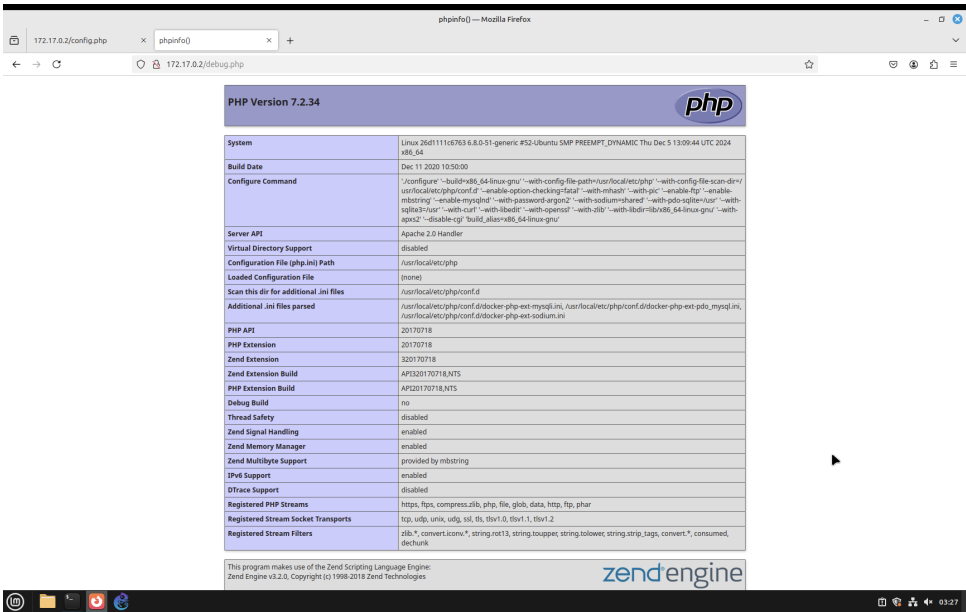 phpinfo() — Mozilla Firefox
172.17.0.2/config.php
phpinfo()
172.17.0.2/debug.php
PHP Version 7.2.34
php
System Linux 26d1111c6763 6.8.0-51-generic #52-Ubuntu SMP PREEMPT_DYNAMIC Thu Dec 5 13:09:44 UTC 2024
x86_64
Build Date Dec 11 2020 10:50:00
Configure Command './configure' '--build=x86_64-linux-gnu' '--with-config-file-path=/usr/local/etc/php' '--with-config-file-scan-dir=/
usr/local/etc/php/conf.d' '--enable-option-checking=fatal' '--with-mhash' '--with-pic' '--enable-ftp' '--enable-
mbstring' '--enable-mysqlnd' '--with-password-argon2' '--with-sodium=shared' '--with-pdo-sqlite=/usr' '--with-
sqlite3=/usr' '--with-curl' '--with-libedit' '--with-openssl' '--with-zlib' '--with-libdir=lib/x86_64-linux-gnu' '--with-
apxs2' '--disable-cgi' 'build_alias=x86_64-linux-gnu'
Server API Apache 2.0 Handler
Virtual Directory Support disabled
Configuration File (php.ini) Path /usr/local/etc/php
Loaded Configuration File (none)
Scan this dir for additional .ini files /usr/local/etc/php/conf.d
Additional .ini files parsed /usr/local/etc/php/conf.d/docker-php-ext-mysqli.ini, /usr/local/etc/php/conf.d/docker-php-ext-pdo_mysql.ini,
/usr/local/etc/php/conf.d/docker-php-ext-sodium.ini
PHP API 20170718
PHP Extension 20170718
Zend Extension 320170718
Zend Extension Build API320170718,NTS
PHP Extension Build API20170718,NTS
Debug Build no
Thread Safety disabled
Zend Signal Handling enabled
Zend Memory Manager enabled
Zend Multibyte Support provided by mbstring
IPv6 Support enabled
DTrace Support disabled
Registered PHP Streams https, ftps, compress.zlib, php, file, glob, data, http, ftp, phar
Registered Stream Socket Transports tcp, udp, unix, udg, ssl, tls, tlsv1.0, tlsv1.1, tlsv1.2
Registered Stream Filters zlib.*, convert.iconv.*, string.rot13, string.toupper, string.tolower, string.strip_tags, convert.*, consumed,
dechunk
This program makes use of the Zend Scripting Language Engine:
Zend Engine v3.2.0, Copyright (c) 1998-2018 Zend Technologies
zend engine
03:27